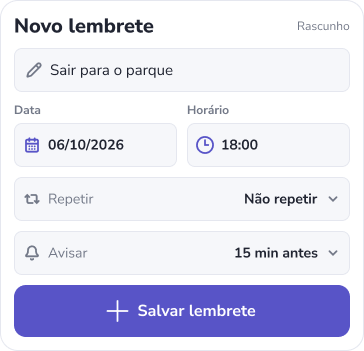 Novo lembrete
Rascunho
Sair para o parque
Data
Horário
06/10/2026
18:00
Repetir
Não repetir
Avisar
15 min antes
Salvar lembrete